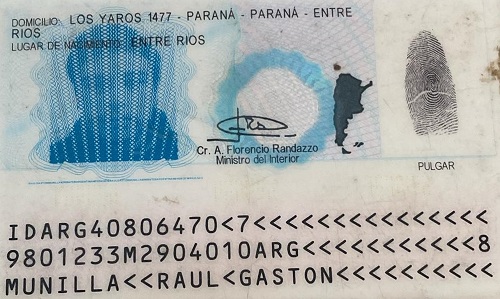 DOMICILIO: LOS YAROS 1477 - PARANÁ - PARANÁ - ENTRE
RIOS
LUGAR DE NACIMIENTO: ENTRE RIOS
Cr. A. Florencio Randazzo
Ministro del Interior
PULGAR
IDARG40806470<7<<<<<<<<<<<<<<<
9801233M2904010ARG<<<<<<<<<<<8
MUNILLA<<RAUL<GASTON<<<<<<<<<<